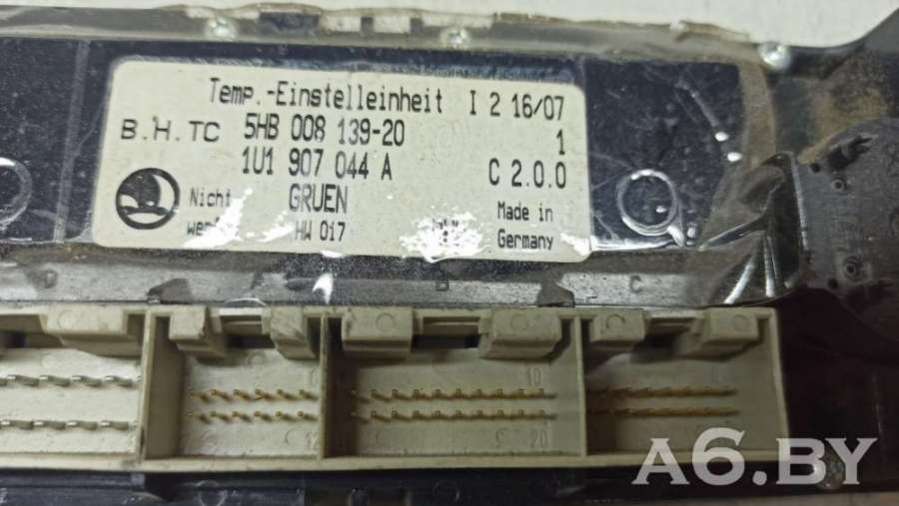 Temp.-Einstelleinheit I 2 16/07
B.H.TC 5HB 008 139-20 1
1U1 907 044 A C 2.0.0
Nicht GRUEN Made in
HW 017 Germany
B C
10
20
A6.BY